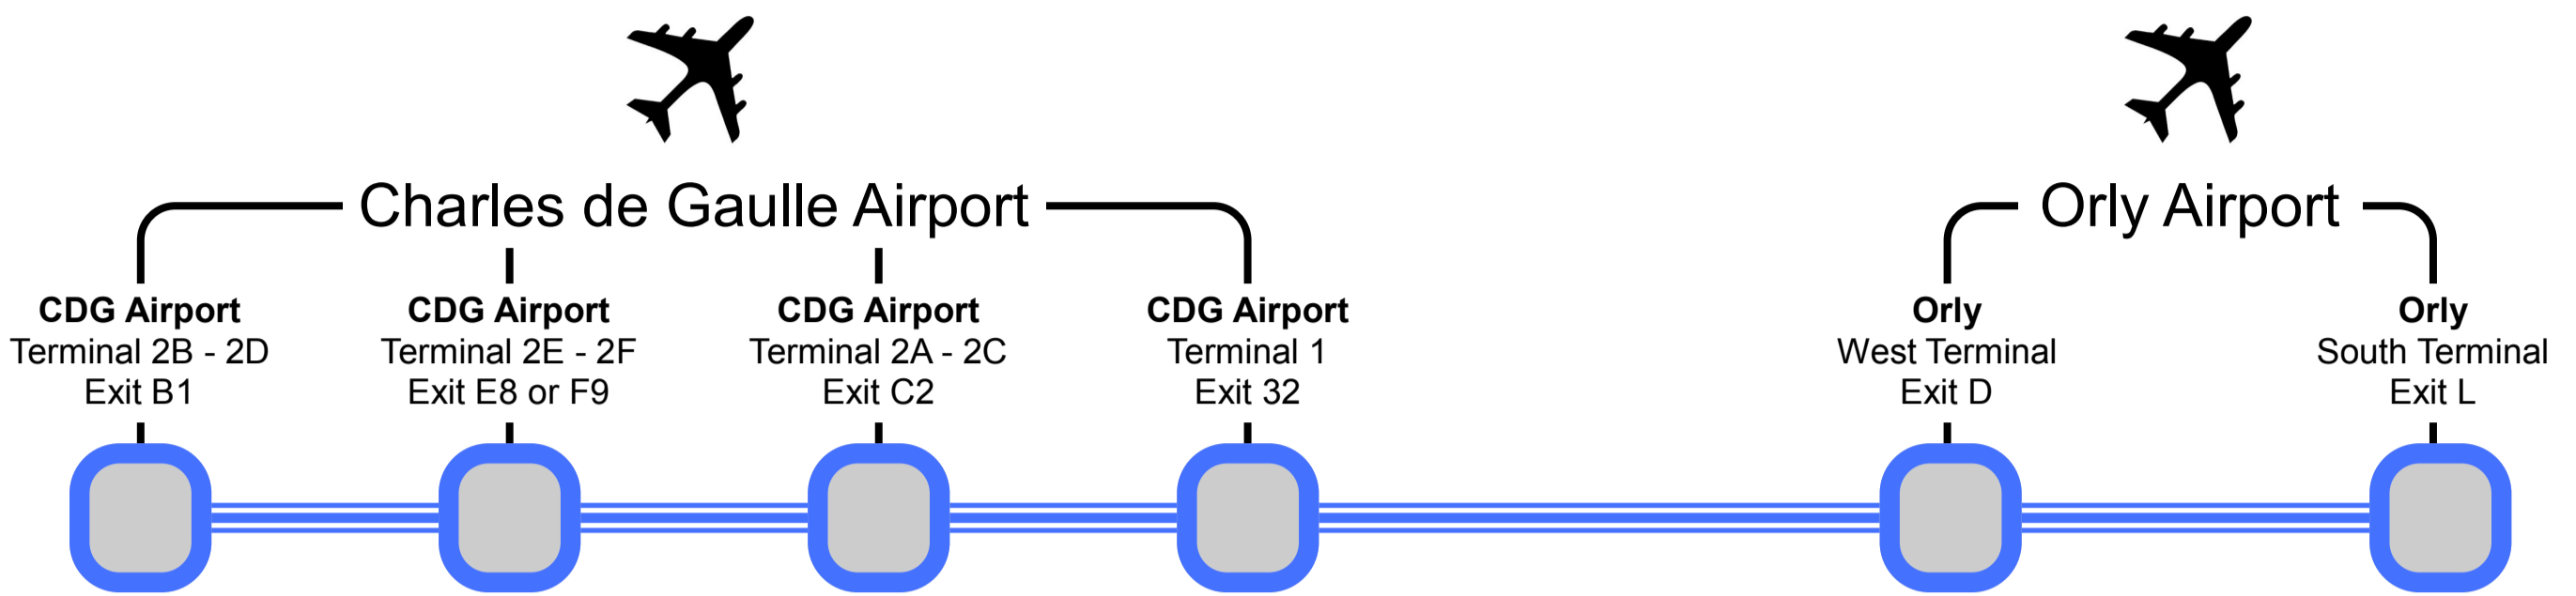 Charles de Gaulle Airport
Orly Airport
CDG Airport
Terminal 2B - 2D
Exit B1
CDG Airport
Terminal 2E - 2F
Exit E8 or F9
CDG Airport
Terminal 2A - 2C
Exit C2
CDG Airport
Terminal 1
Exit 32
Orly
West Terminal
Exit D
Orly
South Terminal
Exit L